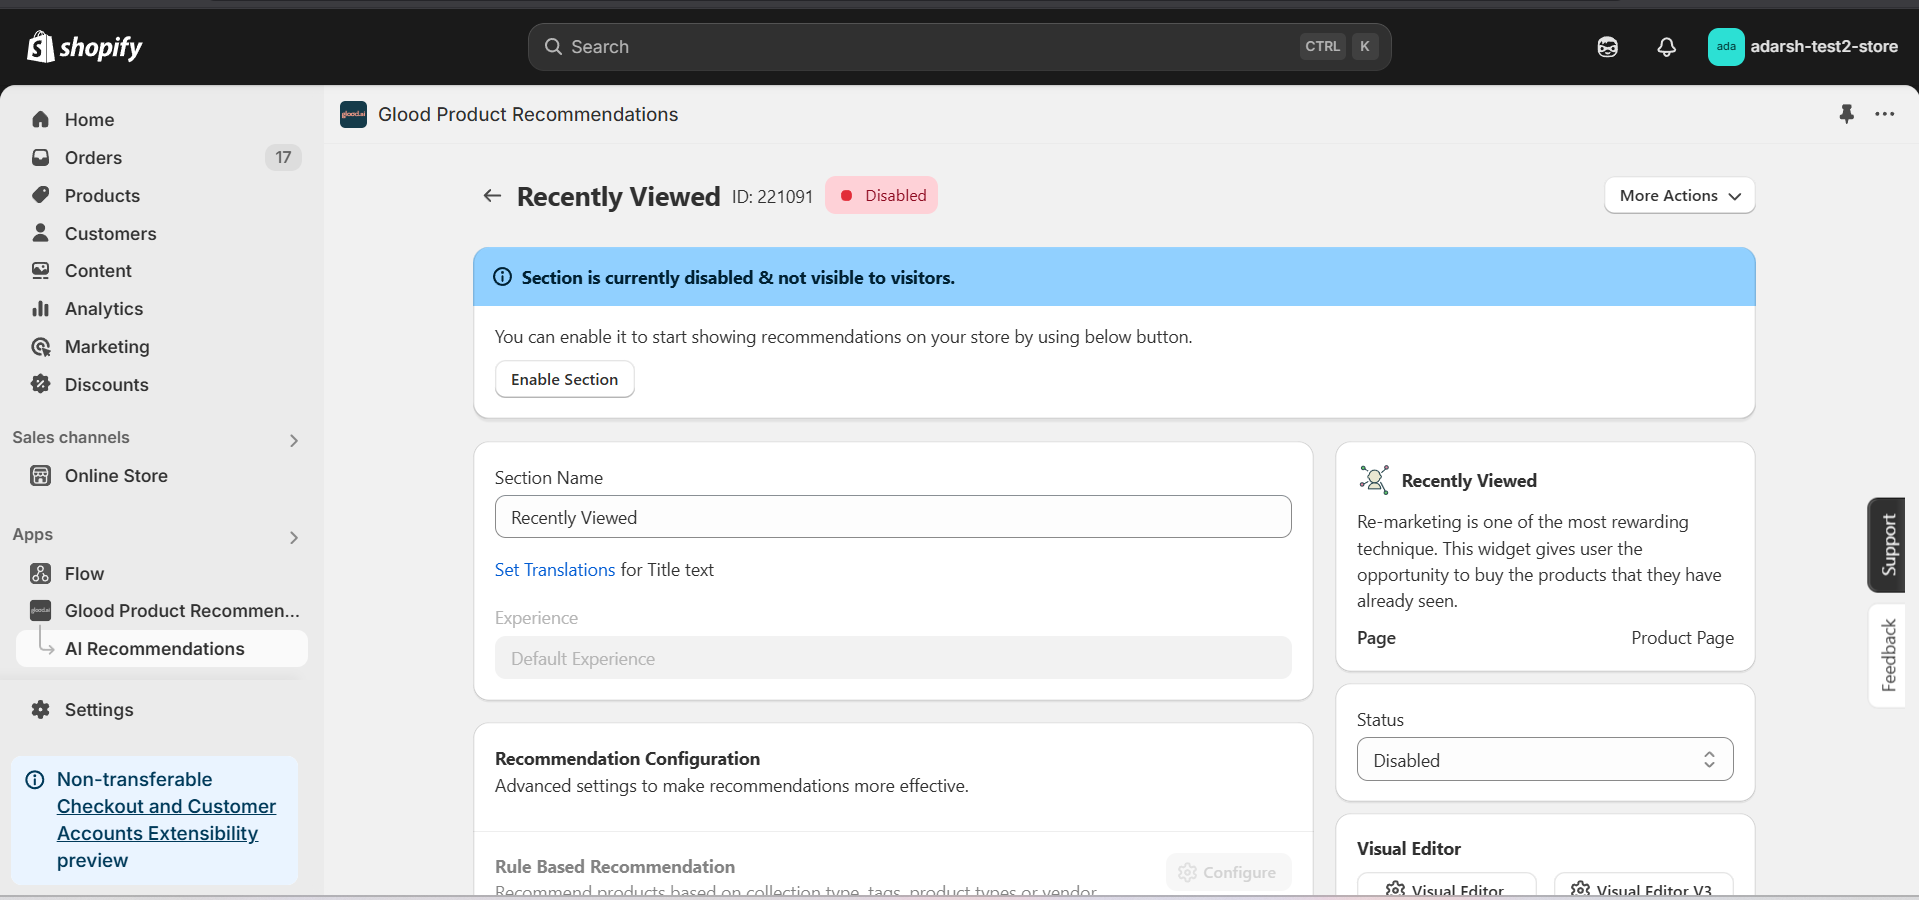 shopify
Search
CTRL K
ada
adarsh-test2-store
Home
Orders 17
Products
Customers
Content
Analytics
Marketing
Discounts
Sales channels
Online Store
Apps
Flow
Glood Product Recommen...
AI Recommendations
Settings
Non-transferable
Checkout and Customer
Accounts Extensibility
preview
glood.ai
Glood Product Recommendations
Recently Viewed ID: 221091 Disabled
More Actions
Section is currently disabled & not visible to visitors.
You can enable it to start showing recommendations on your store by using below button.
Enable Section
Section Name
Recently Viewed
Set Translations for Title text
Experience
Default Experience
Recommendation Configuration
Advanced settings to make recommendations more effective.
Rule Based Recommendation
Configure
Recommend products based on collection type, tags, product types or vendor
Recently Viewed
Re-marketing is one of the most rewarding
technique. This widget gives user the
opportunity to buy the products that they have
already seen.
Page Product Page
Status
Disabled
Visual Editor
Visual Editor Visual Editor V3
Support
Feedback